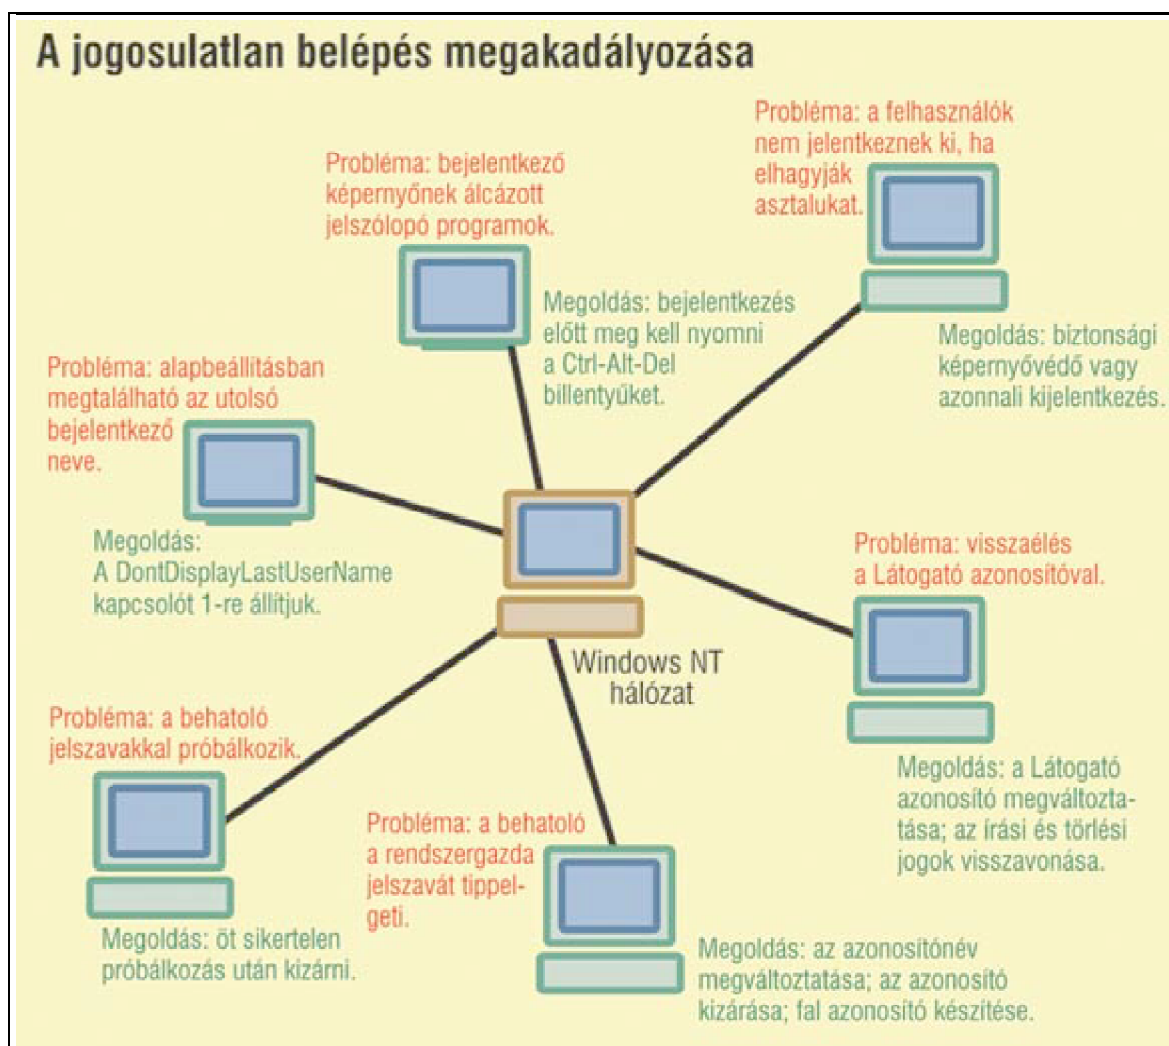 A jogosulatlan belépés megakadályozása
Probléma: a felhasználók
nem jelentkeznek ki, ha
elhagyják
asztalukat.
Probléma: bejelentkező
képernyőnek álcázott
jelszólopó programok.
Megoldás: bejelentkezés
előtt meg kell nyomni
a Ctrl-Alt-Del
billentyűket.
Megoldás: biztonsági
képernyővédő vagy
azonnali kijelentkezés.
Probléma: alapbeállításban
megtalálható az utolsó
bejelentkező
neve.
Megoldás:
A DontDisplayLastUserName
kapcsolót 1-re állítjuk.
Probléma: visszaélés
a Látogató azonosítóval.
Windows NT
hálózat
Megoldás: a Látogató
azonosító megváltozta-
tása; az írási és törlési
jogok visszavonása.
Probléma: a behatoló
jelszavakkal próbálkozik.
Megoldás: öt sikertelen
próbálkozás után kizárni.
Probléma: a behatoló
a rendszergazda
jelszavát tippel-
geti.
Megoldás: az azonosítónév
megváltoztatása; az azonosító
kizárása; fal azonosító készítése.